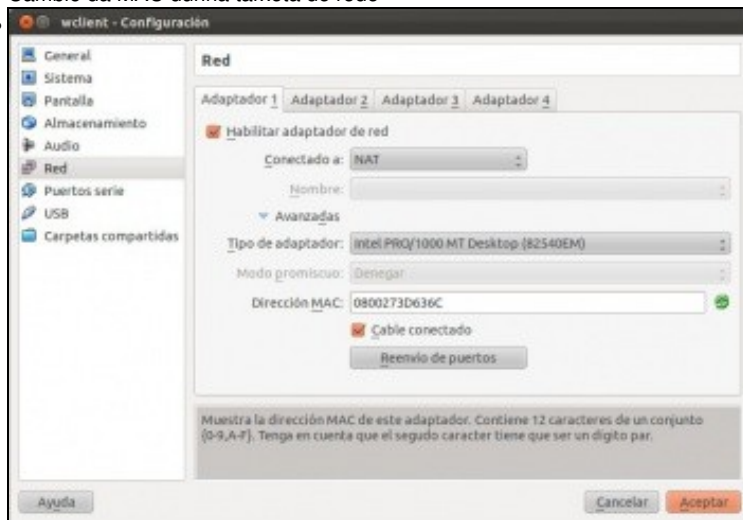 wclient - Configuración
General
Sistema
Pantalla
Almacenamiento
Audio
Red
Puertos serie
USB
Carpetas compartidas
Red
Adaptador 1 Adaptador 2 Adaptador 3 Adaptador 4
Habilitar adaptador de red
Conectado a: NAT
Nombre:
Avanzadas
Tipo de adaptador: Intel PRO/1000 MT Desktop (82540EM)
Modo promiscuo: Denegar
Dirección MAC: 0800273D636C
Cable conectado
Reenvío de puertos
Muestra la dirección MAC de este adaptador. Contiene 12 caracteres de un conjunto
{0-9,A-F}. Tenga en cuenta que el segudo caracter tiene que ser un dígito par.
Ayuda Cancelar Aceptar